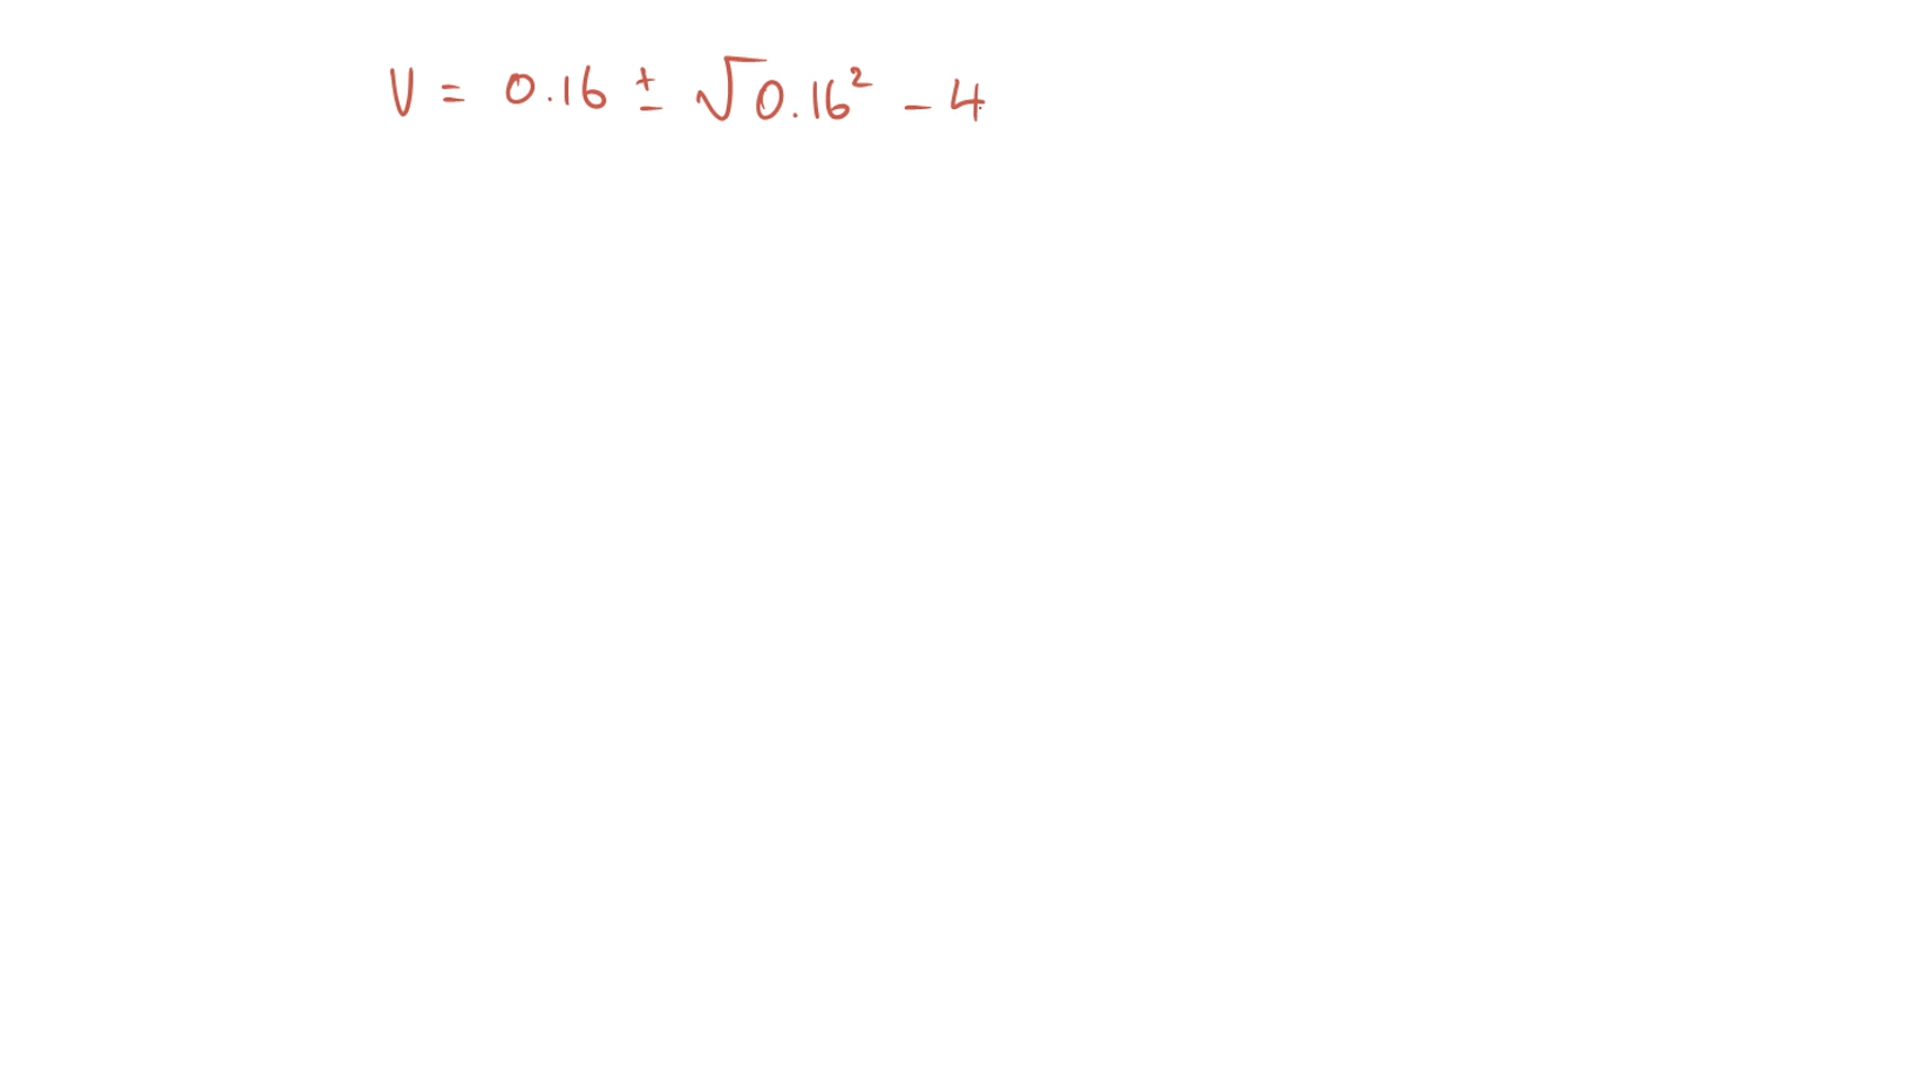 V = 0.16 ± √0.16² - 4